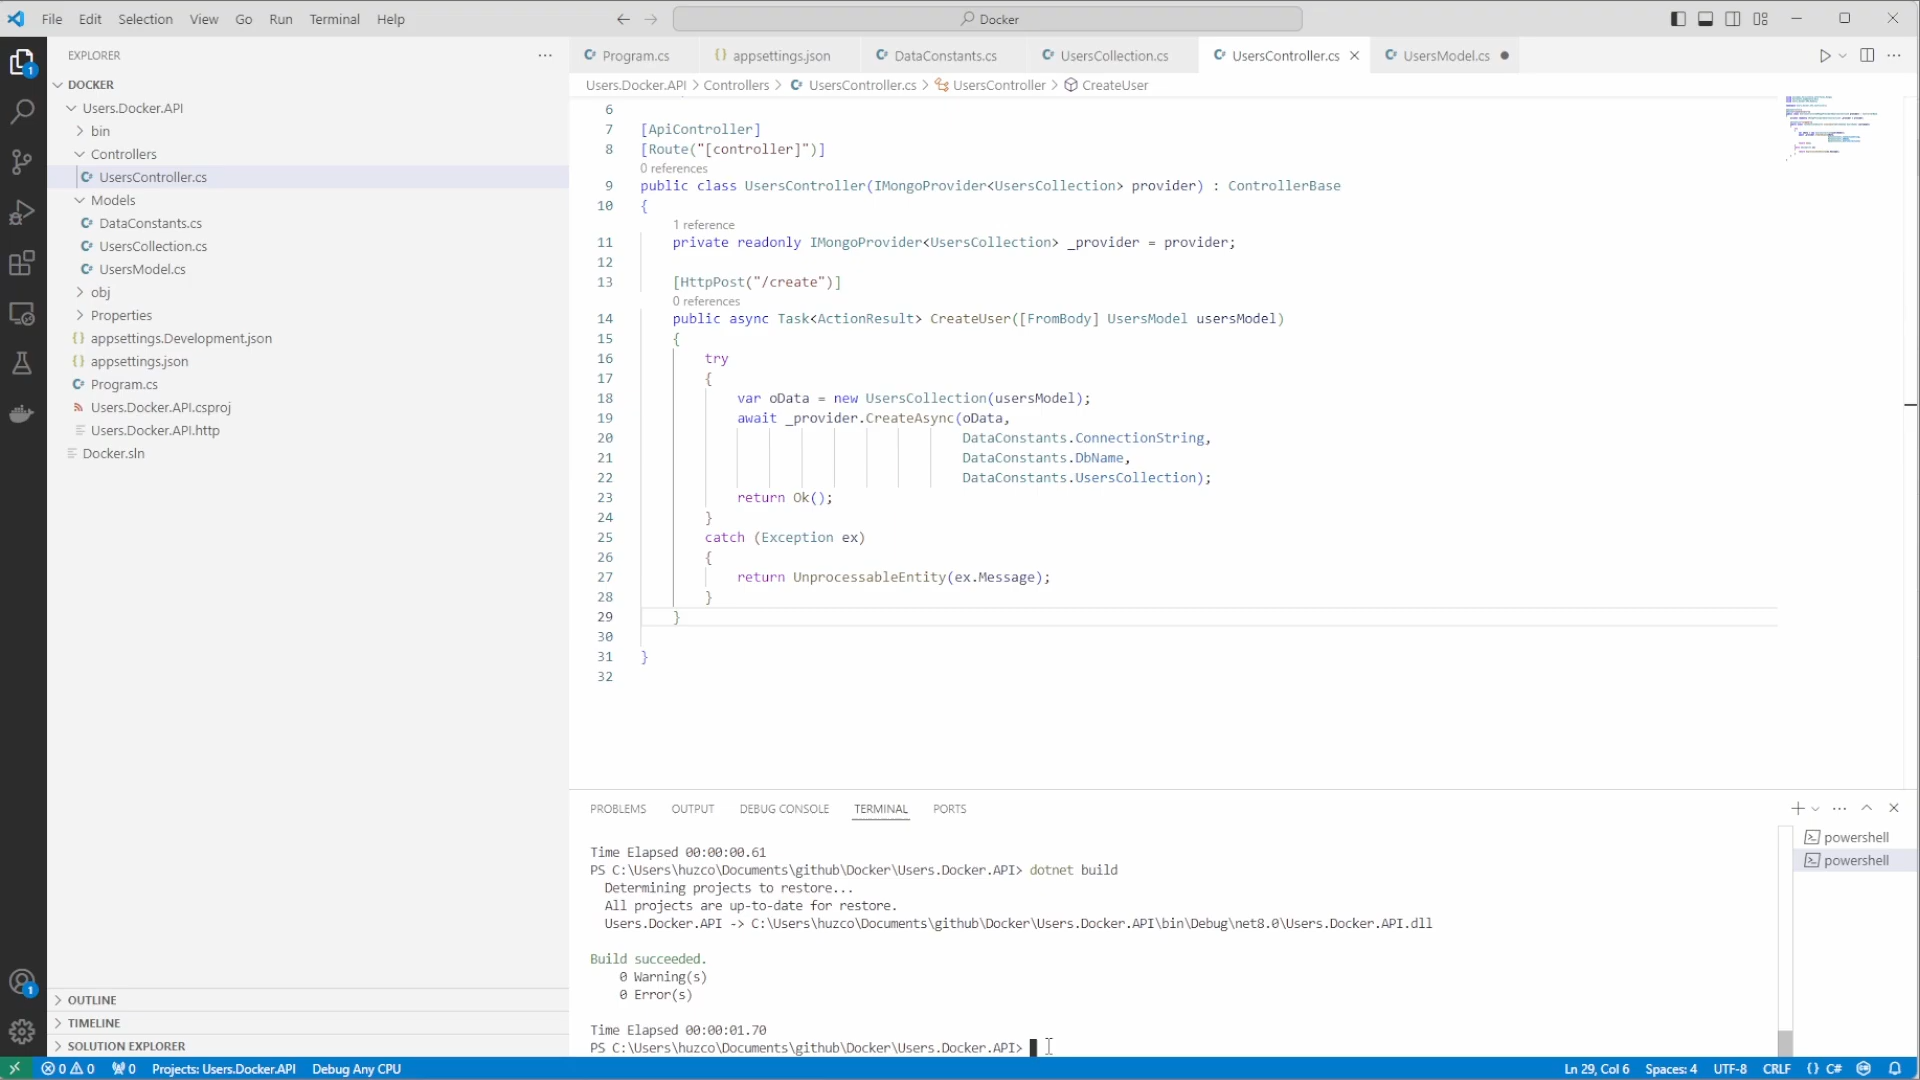 File Edit Selection View Go Run Terminal Help
Docker
EXPLORER
DOCKER
Users.Docker.API
bin
Controllers
UsersController.cs
Models
DataConstants.cs
UsersCollection.cs
UsersModel.cs
obj
Properties
appsettings.Development.json
appsettings.json
Program.cs
Users.Docker.API.csproj
Users.Docker.API.http
Docker.sln
OUTLINE
TIMELINE
SOLUTION EXPLORER
1
1
Program.cs appsettings.json DataConstants.cs UsersCollection.cs UsersController.cs UsersModel.cs
Users.Docker.API > Controllers > UsersController.cs > UsersController > CreateUser
6
7 [ApiController]
8 [Route("[controller]")]
0 references
9 public class UsersController(IMongoProvider<UsersCollection> provider) : ControllerBase
10 {
1 reference
11 private readonly IMongoProvider<UsersCollection> _provider = provider;
12
13 [HttpPost("/create")]
0 references
14 public async Task<ActionResult> CreateUser([FromBody] UsersModel usersModel)
15 {
16 try
17 {
18 var oData = new UsersCollection(usersModel);
19 await _provider.CreateAsync(oData,
20 DataConstants.ConnectionString,
21 DataConstants.DbName,
22 DataConstants.UsersCollection);
23 return Ok();
24 }
25 catch (Exception ex)
26 {
27 return UnprocessableEntity(ex.Message);
28 }
29 }
30
31 }
32
PROBLEMS OUTPUT DEBUG CONSOLE TERMINAL PORTS
powershell
powershell
Time Elapsed 00:00:00.61
PS C:\Users\huzco\Documents\github\Docker\Users.Docker.API> dotnet build
Determining projects to restore...
All projects are up-to-date for restore.
Users.Docker.API -> C:\Users\huzco\Documents\github\Docker\Users.Docker.API\bin\Debug\net8.0\Users.Docker.API.dll
Build succeeded.
0 Warning(s)
0 Error(s)
Time Elapsed 00:00:01.70
PS C:\Users\huzco\Documents\github\Docker\Users.Docker.API>
0 0 0 Projects: Users.Docker.API Debug Any CPU Ln 29, Col 6 Spaces: 4 UTF-8 CRLF {} C#